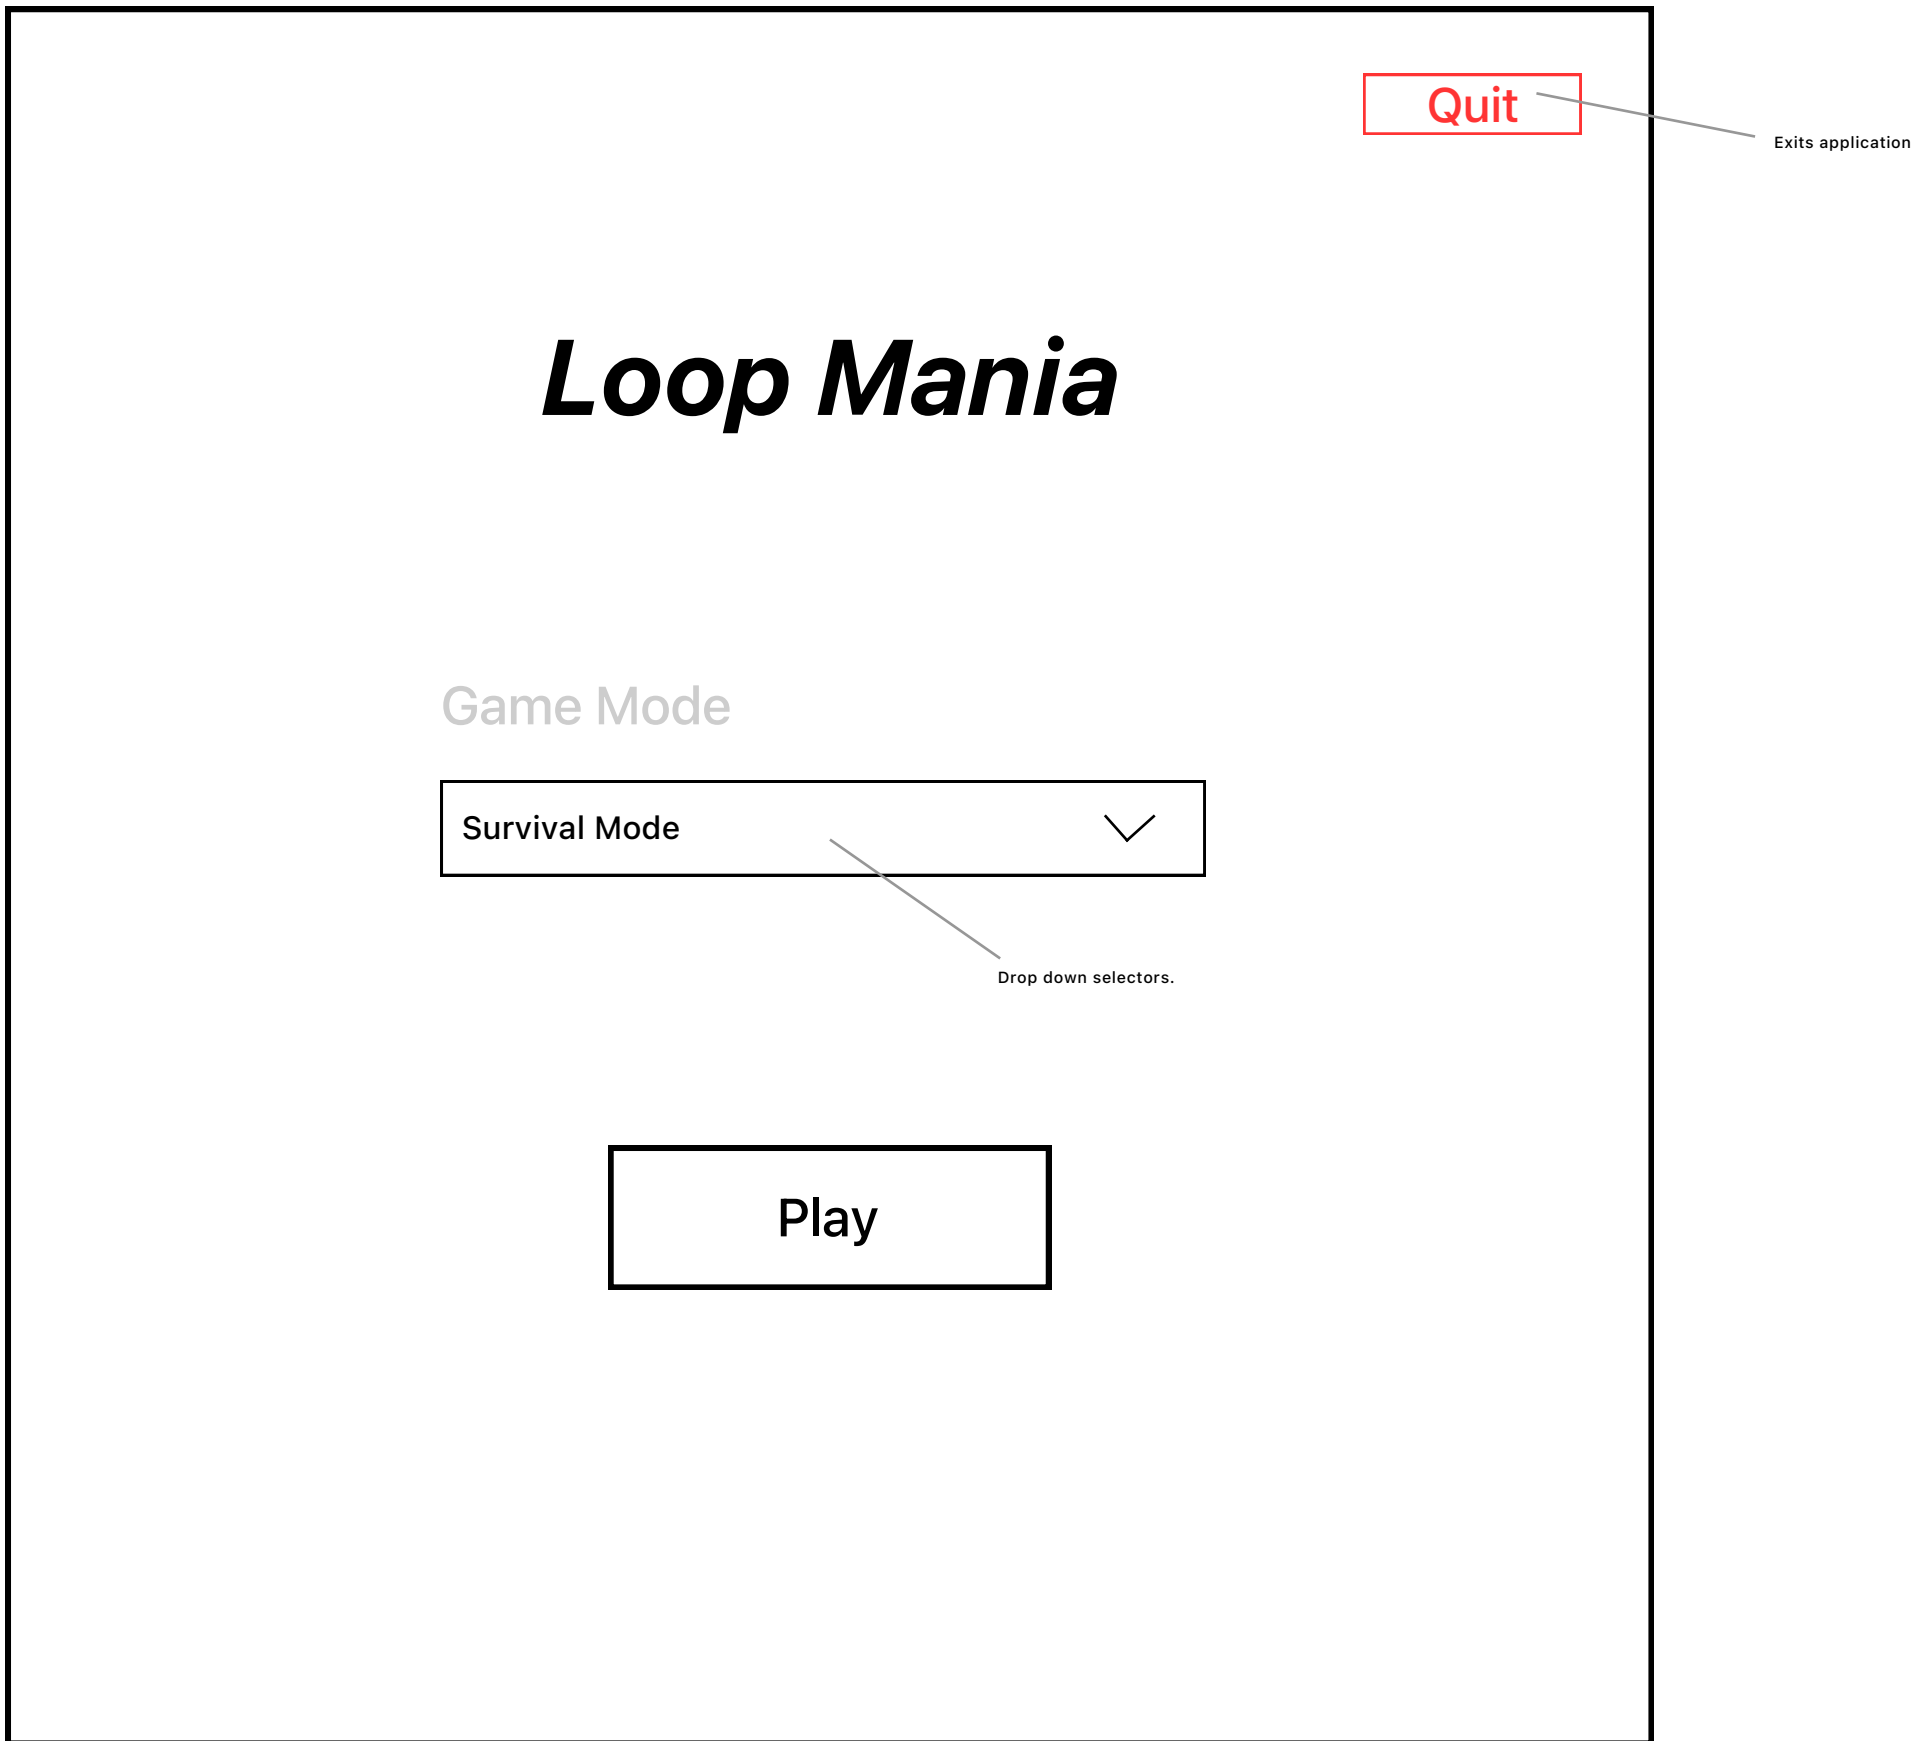 Quit
Exits application
Loop Mania
Game Mode
Survival Mode
Drop down selectors.
Play